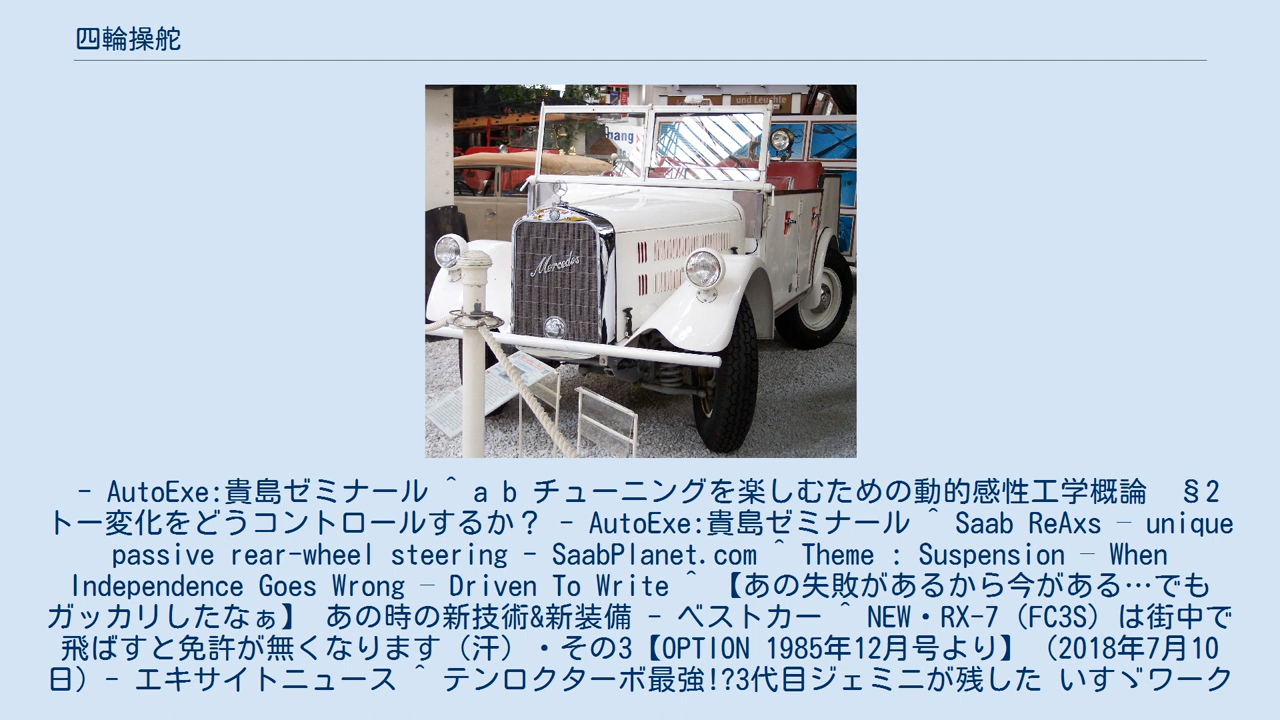 四輪操舵
und Leuchte
hang
Mercedes
- AutoExe:貴島ゼミナール ^ a b チューニングを楽しむための動的感性工学概論　§2
トー変化をどうコントロールするか？ - AutoExe:貴島ゼミナール ^ Saab ReAxs – unique
passive rear-wheel steering - SaabPlanet.com ^ Theme : Suspension – When
Independence Goes Wrong – Driven To Write ^ 【あの失敗があるから今がある…でも
ガッカリしたなぁ】 あの時の新技術&新装備 - ベストカー ^ NEW・RX-7（FC3S）は街中で
飛ばすと免許が無くなります（汗）・その3【OPTION 1985年12月号より】（2018年7月10
日）- エキサイトニュース ^ テンロクターボ最強!?3代目ジェミニが残した いすゞワーク